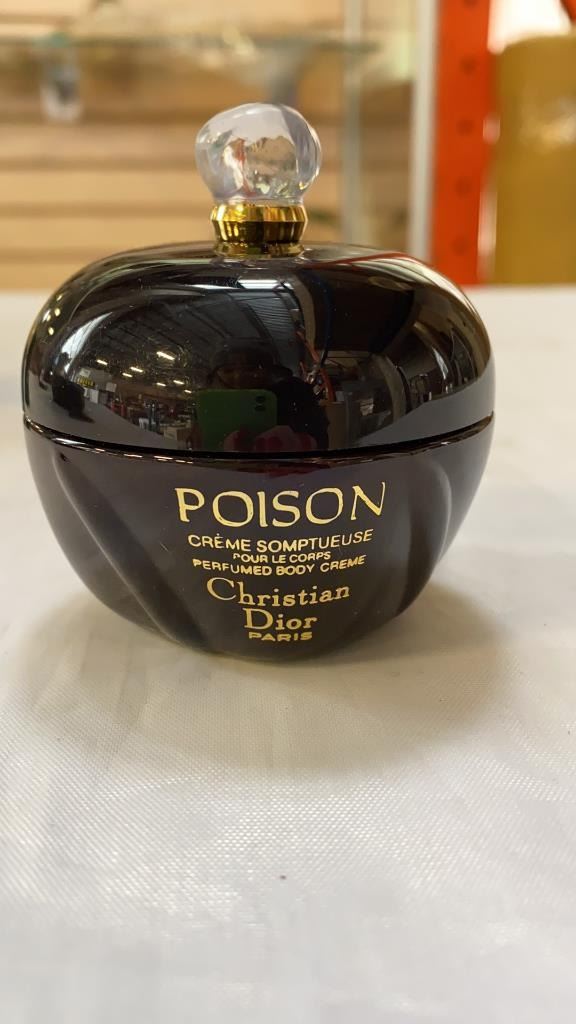 POISON
CRÈME SOMPTUEUSE
POUR LE CORPS
PERFUMED BODY CREME
Christian
Dior
PARIS